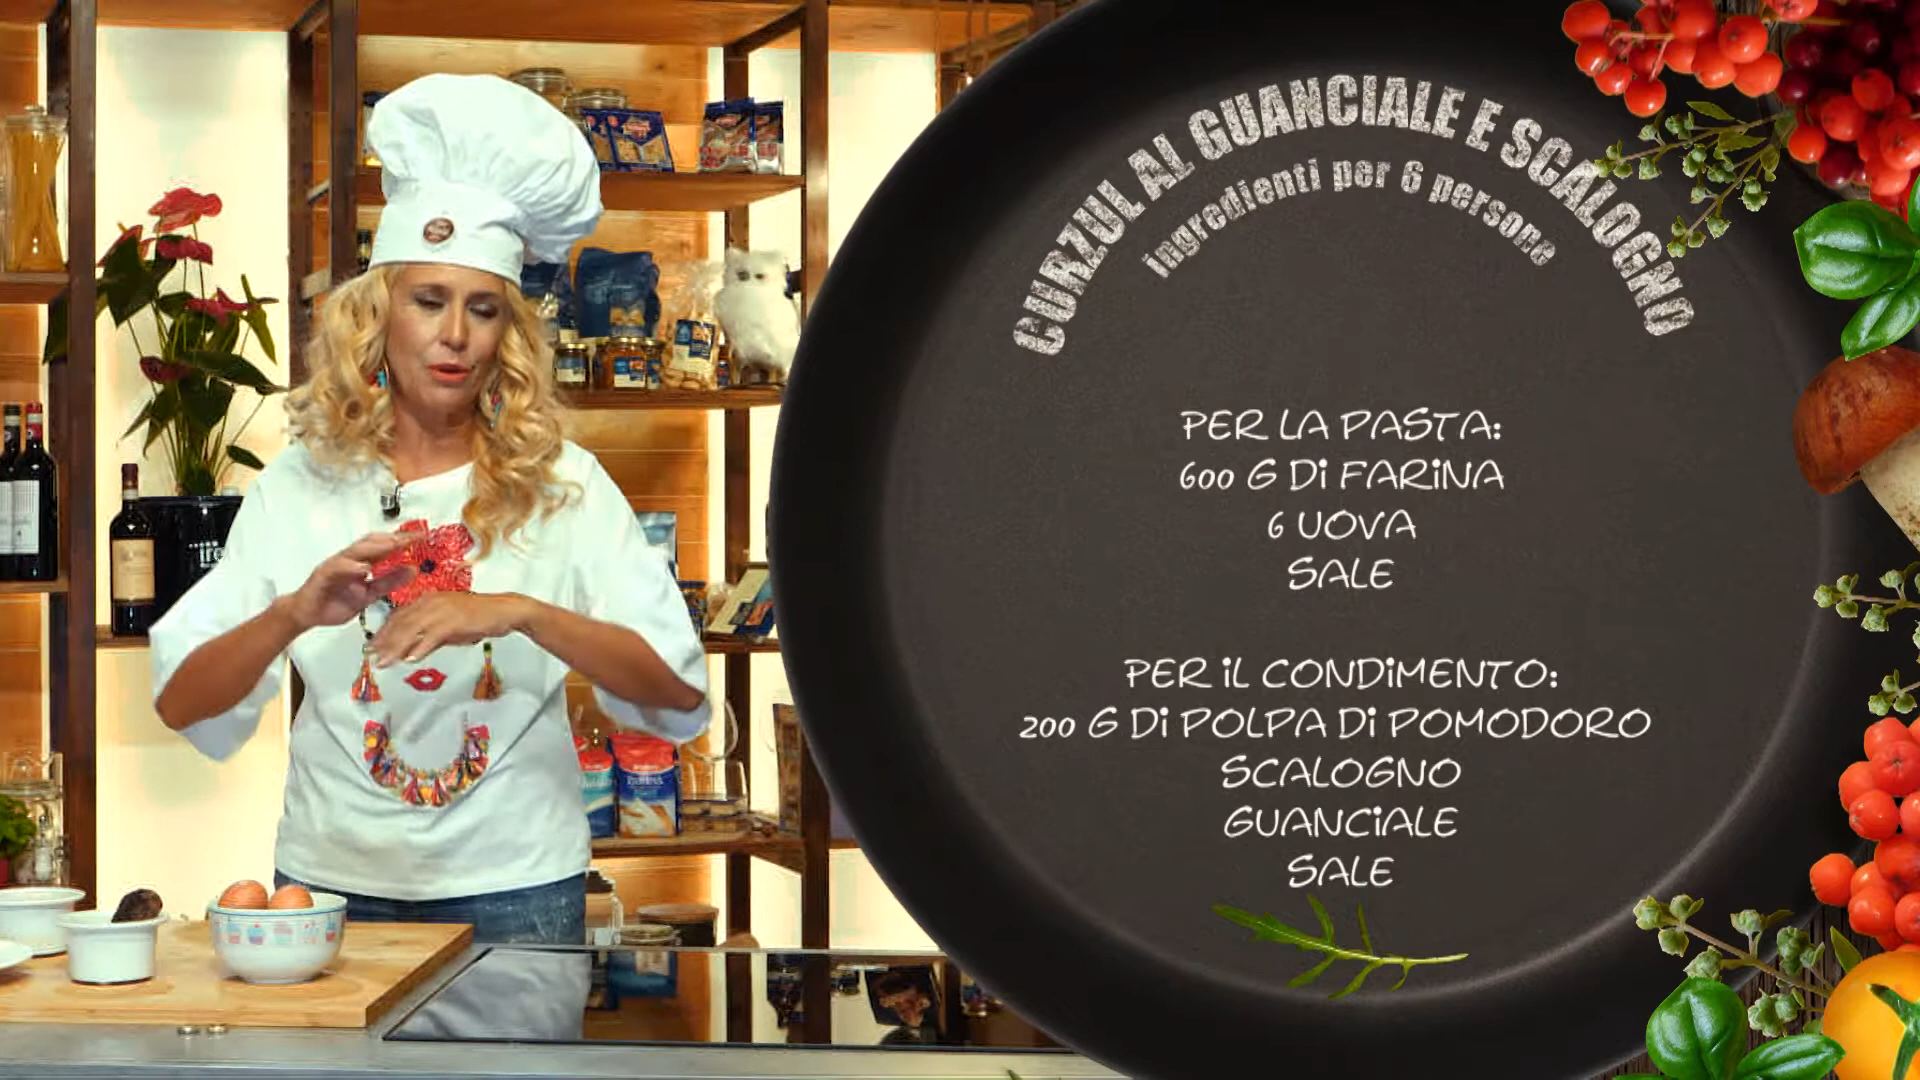 CURZUL AL GUANCIALE E SCALOGNO
ingredienti per 6 persone
PER LA PASTA:
600 G Di FARiNA
6 UOVA
SALE
PER iL CONDiMENTO:
200 G Di POLPA Di POMODORO
SCALOGNO
GUANCiALE
SALE